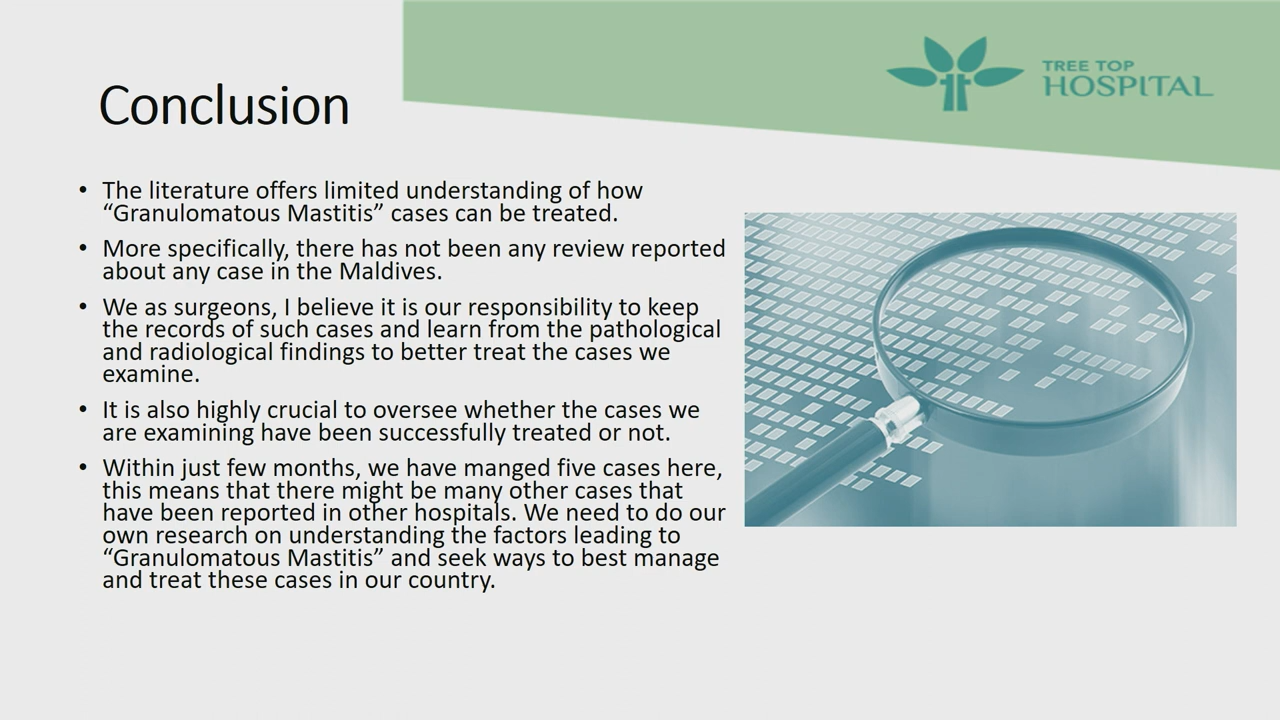 TREE TOP
HOSPITAL
Conclusion
• The literature offers limited understanding of how
“Granulomatous Mastitis” cases can be treated.
• More specifically, there has not been any review reported
about any case in the Maldives.
• We as surgeons, I believe it is our responsibility to keep
the records of such cases and learn from the pathological
and radiological findings to better treat the cases we
examine.
• It is also highly crucial to oversee whether the cases we
are examining have been successfully treated or not.
• Within just few months, we have manged five cases here,
this means that there might be many other cases that
have been reported in other hospitals. We need to do our
own research on understanding the factors leading to
“Granulomatous Mastitis” and seek ways to best manage
and treat these cases in our country.